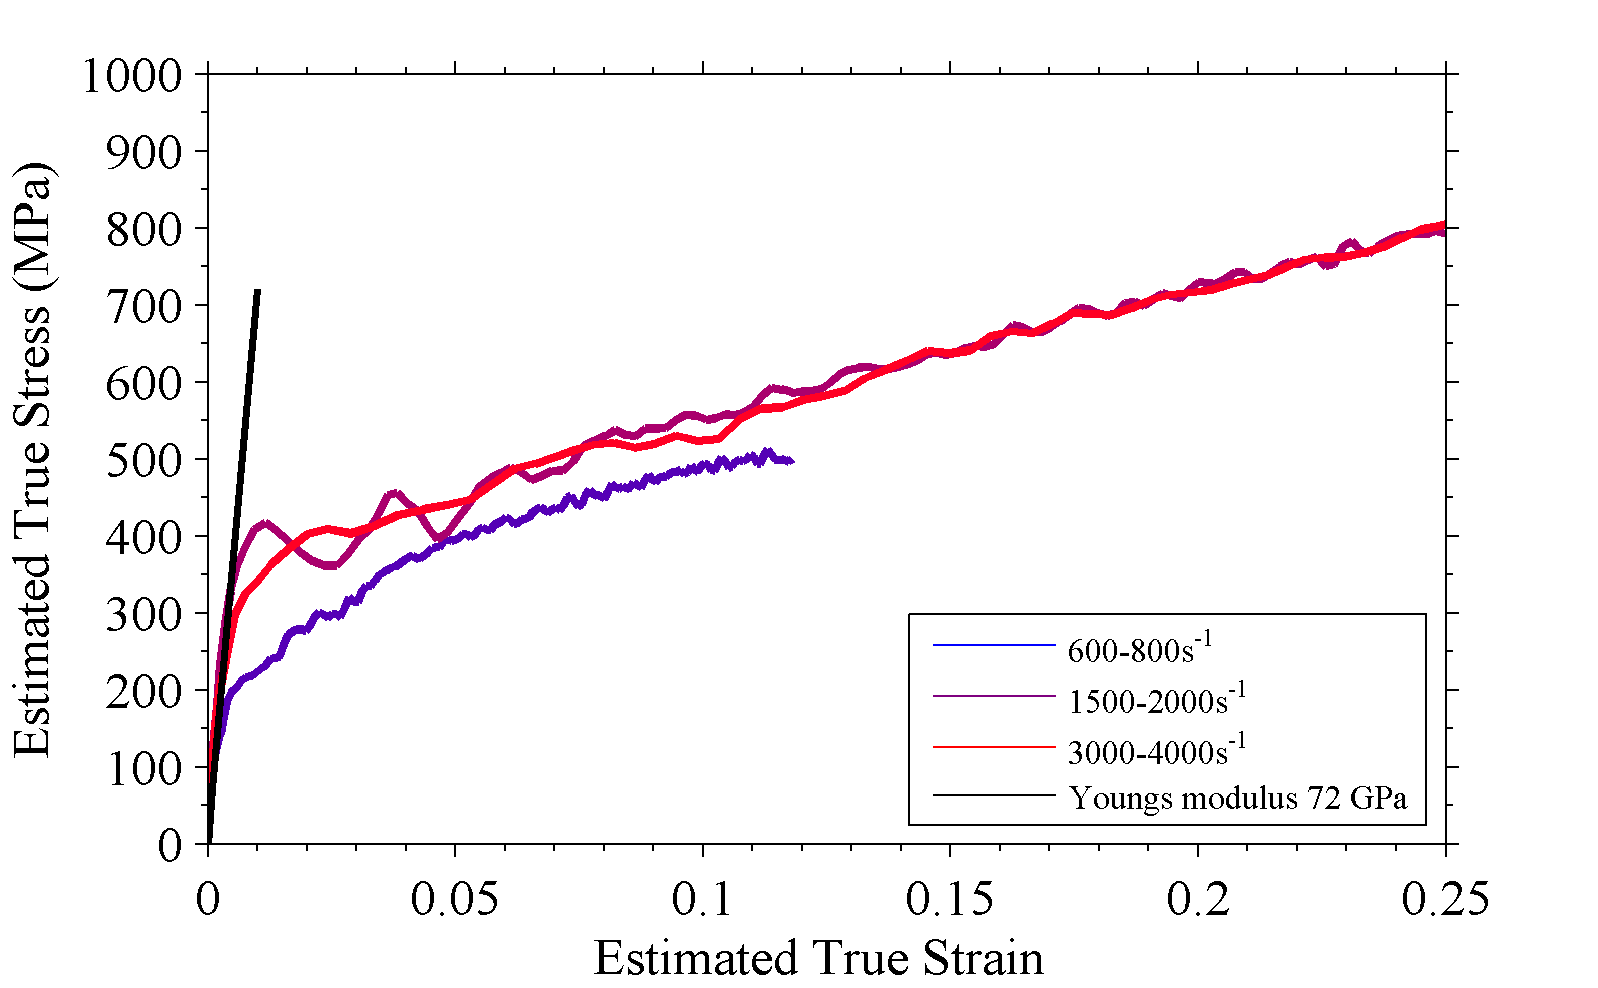 Estimated True Stress (MPa)
1000
900
800
700
600
500
400
300
200
100
0
600-800s-1
1500-2000s-1
3000-4000s-1
Youngs modulus 72 GPa
0 0.05 0.1 0.15 0.2 0.25
Estimated True Strain